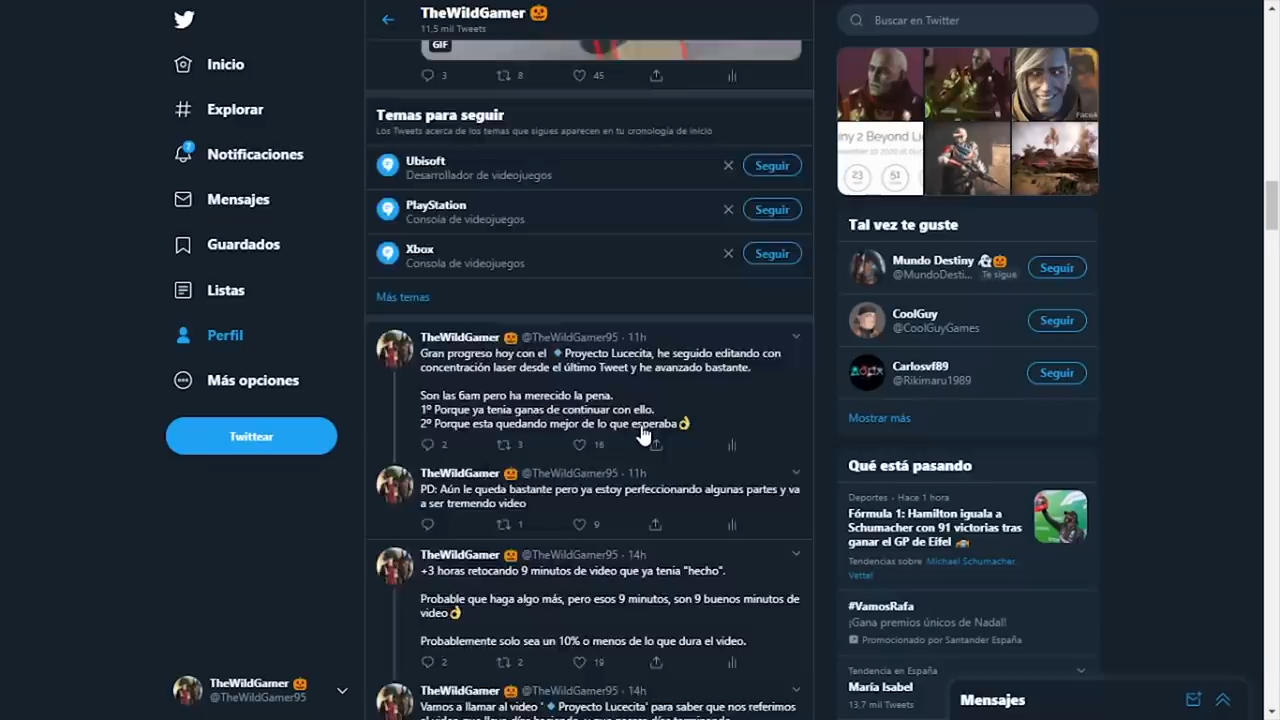 Inicio
Explorar
7
Notificaciones
Mensajes
Guardados
Listas
Perfil
Más opciones
Twittear
TheWildGamer 🎃
@TheWildGamer95
TheWildGamer 🎃
11,5 mil Tweets
GIF
3 8 45
Temas para seguir
Los Tweets acerca de los temas que sigues aparecen en tu cronología de inicio
Ubisoft
Desarrollador de videojuegos
Seguir
PlayStation
Consola de videojuegos
Seguir
Xbox
Consola de videojuegos
Seguir
Más temas
TheWildGamer 🎃 @TheWildGamer95 · 11h
Gran progreso hoy con el 🔹Proyecto Lucecita, he seguido editando con
concentración laser desde el último Tweet y he avanzado bastante.
Son las 6am pero ha merecido la pena.
1º Porque ya tenia ganas de continuar con ello.
2º Porque esta quedando mejor de lo que esperaba👌
2 3 16
TheWildGamer 🎃 @TheWildGamer95 · 11h
PD: Aún le queda bastante pero ya estoy perfeccionando algunas partes y va
a ser tremendo video
1 9
TheWildGamer 🎃 @TheWildGamer95 · 14h
+3 horas retocando 9 minutos de video que ya tenia "hecho".
Probable que haga algo más, pero esos 9 minutos, son 9 buenos minutos de
video👌
Probablemente solo sea un 10% o menos de lo que dura el video.
2 2 19
TheWildGamer 🎃 @TheWildGamer95 · 14h
Vamos a llamar al video '🔹Proyecto Lucecita' para saber que nos referimos
Buscar en Twitter
ny 2 Beyond Li
23
51
Tal vez te guste
Mundo Destiny 👻🎃
@MundoDesti... Te sigue
Seguir
CoolGuy
@CoolGuyGames
Seguir
Carlosvf89
@Rikimaru1989
Seguir
Mostrar más
Qué está pasando
Deportes · Hace 1 hora
Fórmula 1: Hamilton iguala a
Schumacher con 91 victorias tras
ganar el GP de Eifel 🏎️
Tendencias sobre Michael Schumacher,
Vettel
#VamosRafa
¡Gana premios únicos de Nadal!
Promocionado por Santander España
Tendencia en España
María Isabel
13,7 mil Tweets
Mensajes